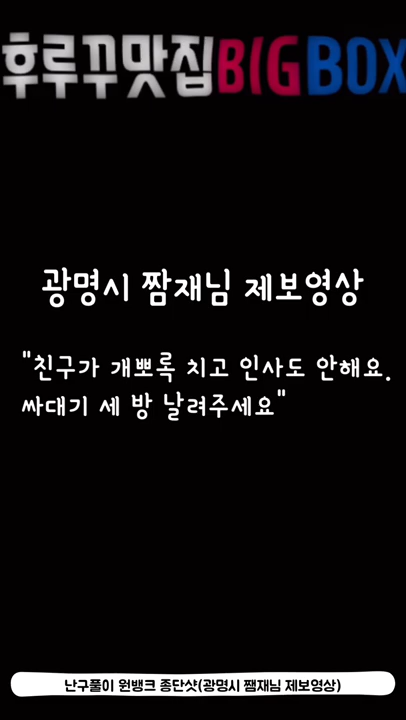 후루꾸맛집BIGBOX
광명시 짬재님 제보영상
"친구가 개뽀록 치고 인사도 안해요.
싸대기 세 방 날려주세요"
난구풀이 원뱅크 종단샷(광명시 쨈재님 제보영상)